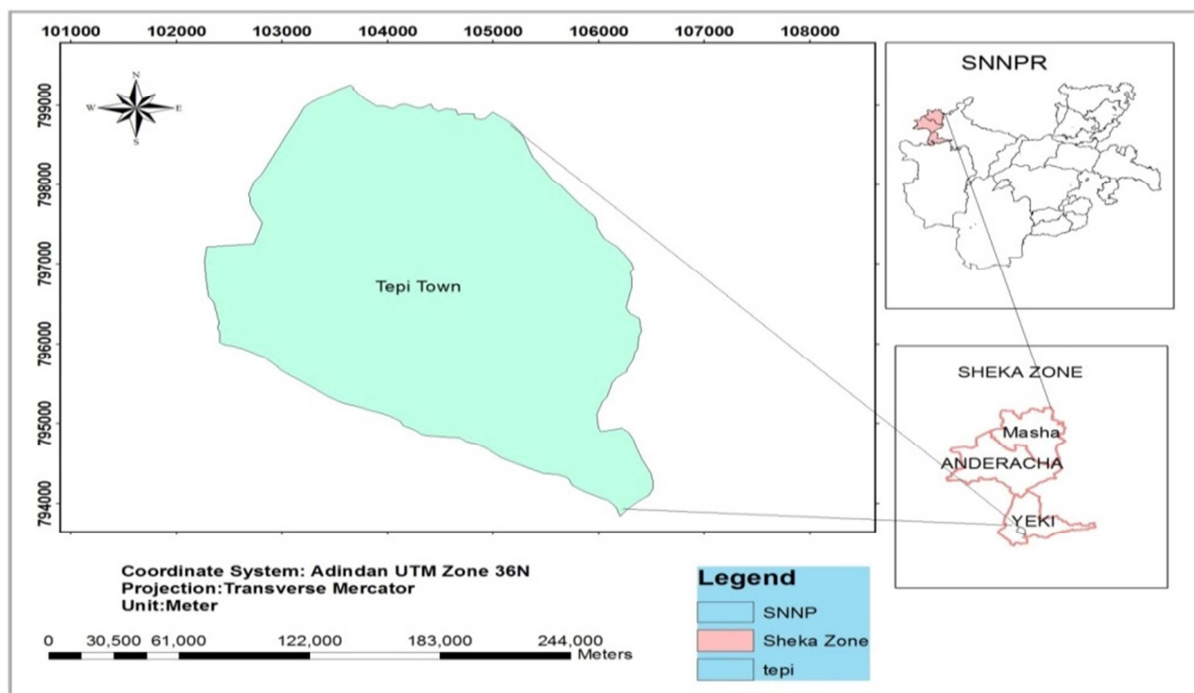 101000 102000 103000 104000 105000 106000 107000 108000
799000
798000
797000
796000
795000
794000
N
W E
S
Tepi Town
SNNPR
SHEKA ZONE
Masha
ANDERACHA
YEKI
Coordinate System: Adindan UTM Zone 36N
Projection:Transverse Mercator
Unit:Meter
0 30,500 61,000 122,000 183,000 244,000
Meters
Legend
SNNP
Sheka Zone
tepi